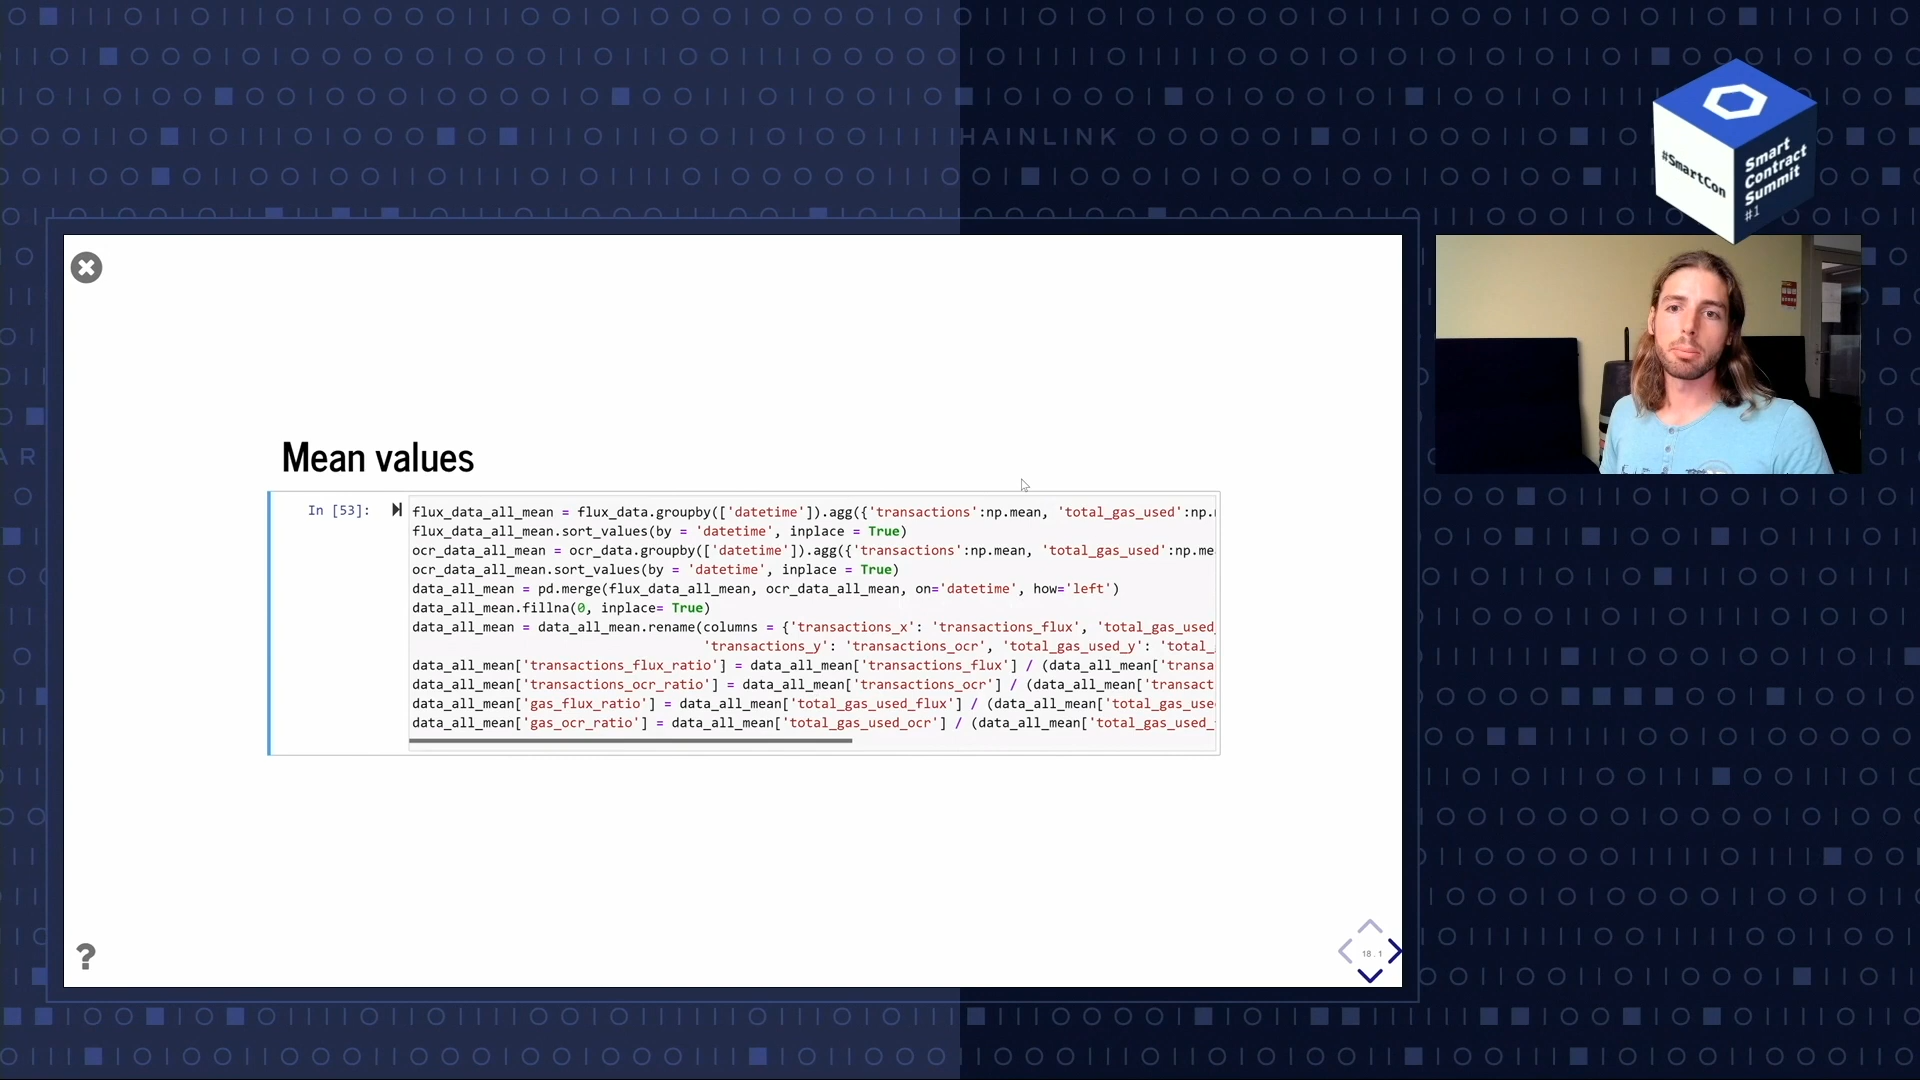 HAINLINK
#SmartCon
Smart
Contract
Summit
#1
Mean values
In [53]:
flux_data_all_mean = flux_data.groupby(['datetime']).agg({'transactions':np.mean, 'total_gas_used':np.
flux_data_all_mean.sort_values(by = 'datetime', inplace = True)
ocr_data_all_mean = ocr_data.groupby(['datetime']).agg({'transactions':np.mean, 'total_gas_used':np.me
ocr_data_all_mean.sort_values(by = 'datetime', inplace = True)
data_all_mean = pd.merge(flux_data_all_mean, ocr_data_all_mean, on='datetime', how='left')
data_all_mean.fillna(0, inplace= True)
data_all_mean = data_all_mean.rename(columns = {'transactions_x': 'transactions_flux', 'total_gas_used_
'transactions_y': 'transactions_ocr', 'total_gas_used_y': 'total_
data_all_mean['transactions_flux_ratio'] = data_all_mean['transactions_flux'] / (data_all_mean['transa
data_all_mean['transactions_ocr_ratio'] = data_all_mean['transactions_ocr'] / (data_all_mean['transact
data_all_mean['gas_flux_ratio'] = data_all_mean['total_gas_used_flux'] / (data_all_mean['total_gas_use
data_all_mean['gas_ocr_ratio'] = data_all_mean['total_gas_used_ocr'] / (data_all_mean['total_gas_used_
?
18.1